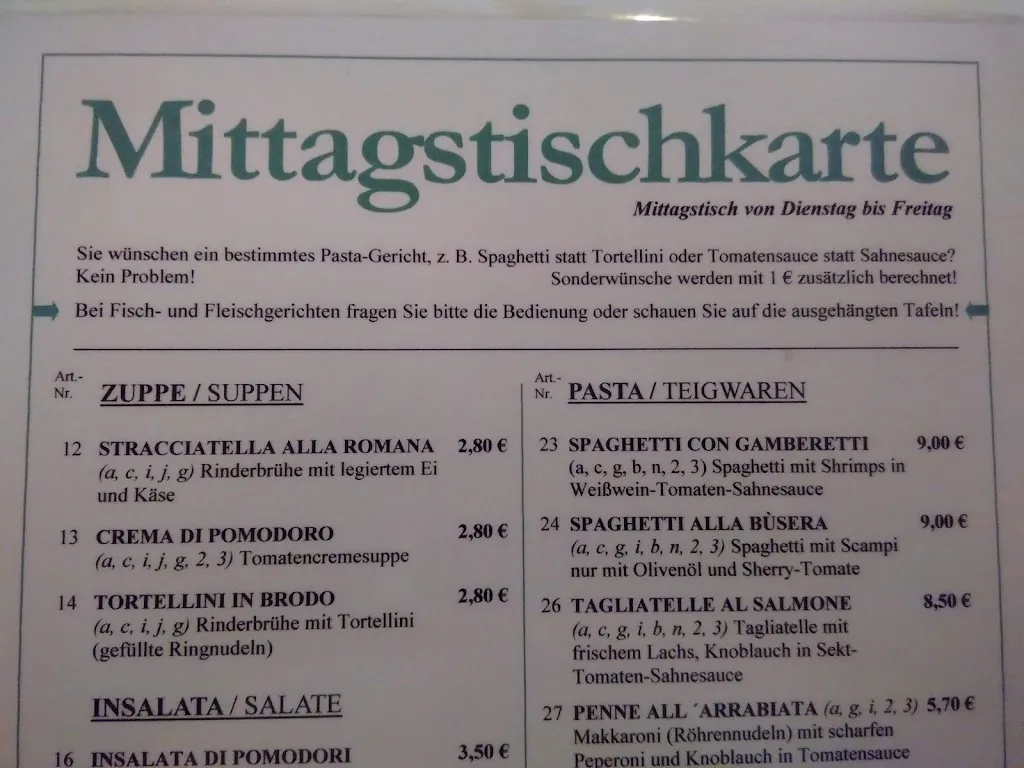 Mittagstischkarte
Mittagstisch von Dienstag bis Freitag
Sie wünschen ein bestimmtes Pasta-Gericht, z. B. Spaghetti statt Tortellini oder Tomatensauce statt Sahnesauce?
Kein Problem! Sonderwünsche werden mit 1 € zusätzlich berechnet!
Bei Fisch- und Fleischgerichten fragen Sie bitte die Bedienung oder schauen Sie auf die ausgehängten Tafeln!
Art.-
Nr.
ZUPPE / SUPPEN
12 STRACCIATELLA ALLA ROMANA 2,80 €
(a, c, i, j, g) Rinderbrühe mit legiertem Ei
und Käse
13 CREMA DI POMODORO 2,80 €
(a, c, i, j, g, 2, 3) Tomatencremesuppe
14 TORTELLINI IN BRODO 2,80 €
(a, c, i, j, g) Rinderbrühe mit Tortellini
(gefüllte Ringnudeln)
INSALATA / SALATE
16 INSALATA DI POMODORI 3,50 €
Art.-
Nr.
PASTA / TEIGWAREN
23 SPAGHETTI CON GAMBERETTI 9,00 €
(a, c, g, b, n, 2, 3) Spaghetti mit Shrimps in
Weißwein-Tomaten-Sahnesauce
24 SPAGHETTI ALLA BÙSERA 9,00 €
(a, c, g, i, b, n, 2, 3) Spaghetti mit Scampi
nur mit Olivenöl und Sherry-Tomate
26 TAGLIATELLE AL SALMONE 8,50 €
(a, c, g, i, b, n, 2, 3) Tagliatelle mit
frischem Lachs, Knoblauch in Sekt-
Tomaten-Sahnesauce
27 PENNE ALL ´ARRABIATA (a, g, i, 2, 3) 5,70 €
Makkaroni (Röhrennudeln) mit scharfen
Peperoni und Knoblauch in Tomatensauce